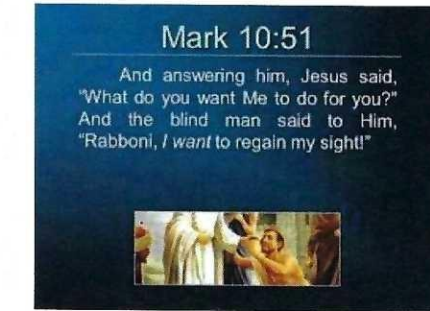 Mark 10:51
And answering him, Jesus said,
"What do you want Me to do for you?"
And the blind man said to Him,
"Rabboni, I want to regain my sight!"